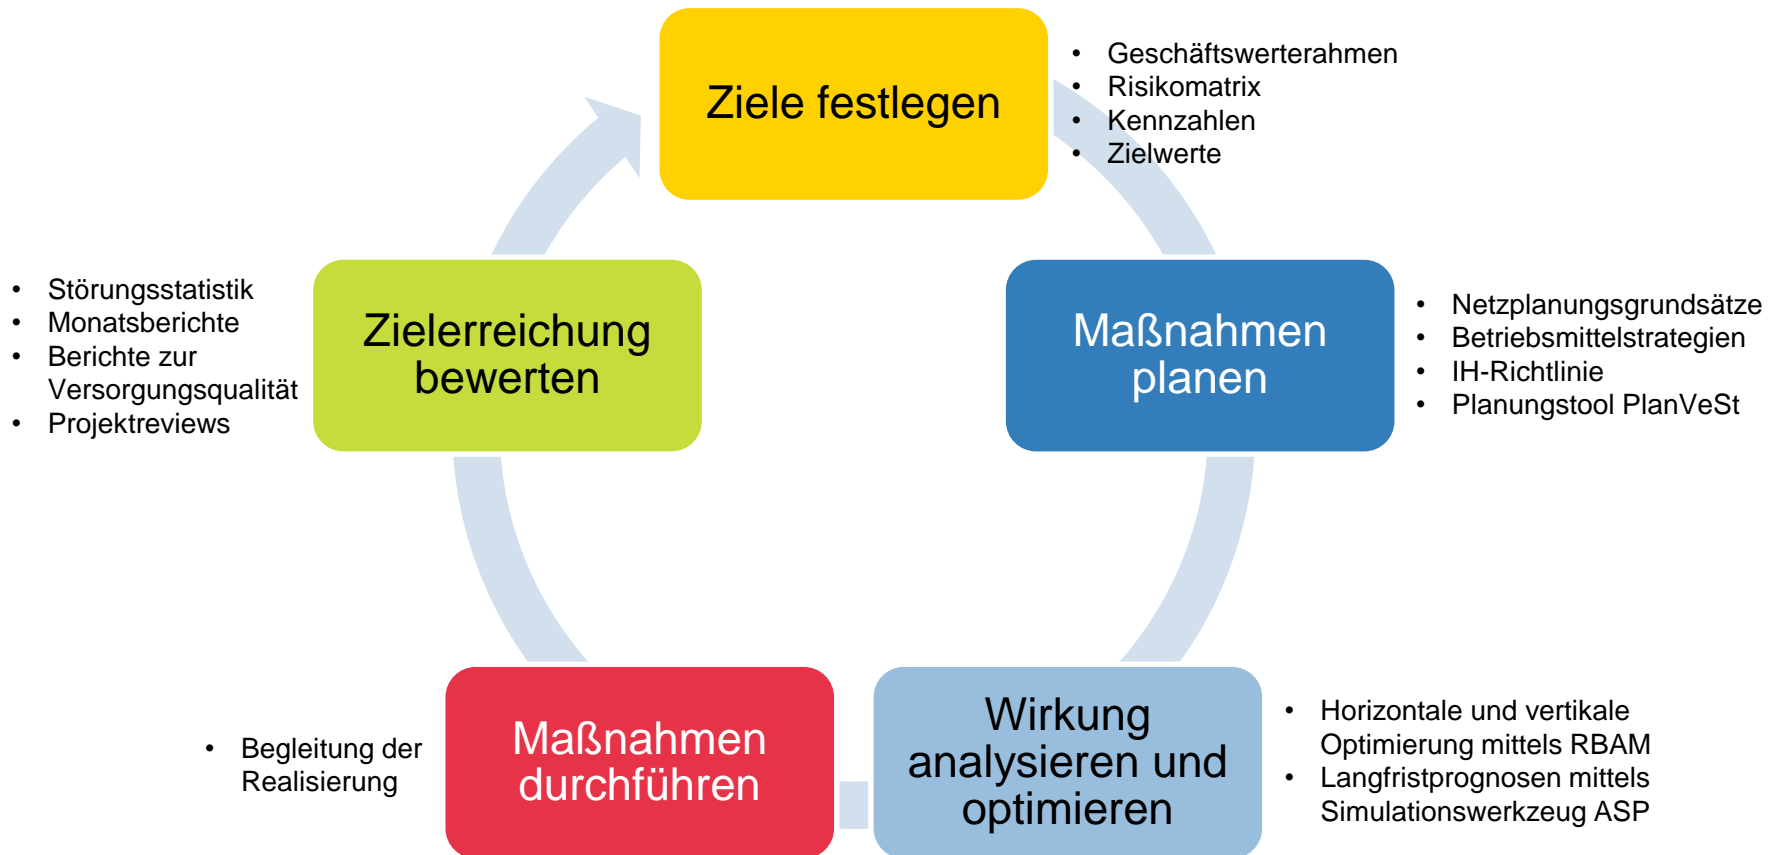 Ziele festlegen
• Geschäftswerterahmen
• Risikomatrix
• Kennzahlen
• Zielwerte
Maßnahmen
planen
• Netzplanungsgrundsätze
• Betriebsmittelstrategien
• IH-Richtlinie
• Planungstool PlanVeSt
Wirkung
analysieren und
optimieren
• Horizontale und vertikale
Optimierung mittels RBAM
• Langfristprognosen mittels
Simulationswerkzeug ASP
Maßnahmen
durchführen
• Begleitung der
Realisierung
Zielerreichung
bewerten
• Störungsstatistik
• Monatsberichte
• Berichte zur
Versorgungsqualität
• Projektreviews